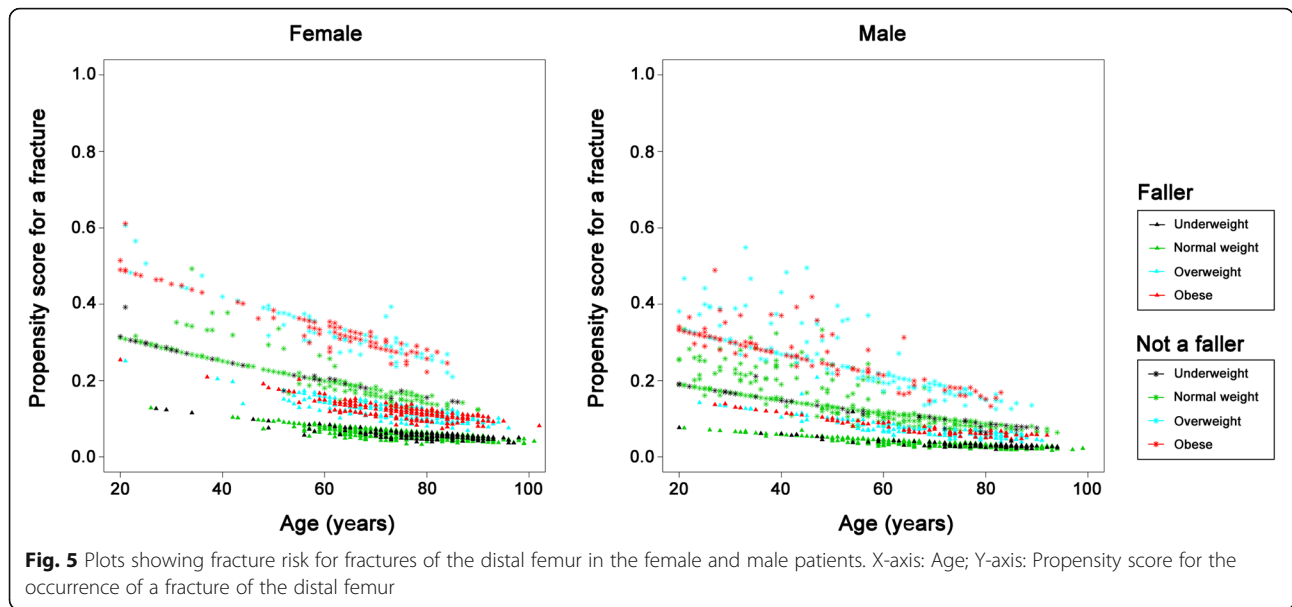 Female
Male
Propensity score for a fracture
1.0
0.8
0.6
0.4
0.2
0.0
20 40 60 80 100
Age (years)
Propensity score for a fracture
1.0
0.8
0.6
0.4
0.2
0.0
20 40 60 80 100
Age (years)
Faller
Underweight
Normal weight
Overweight
Obese
Not a faller
Underweight
Normal weight
Overweight
Obese
Fig. 5 Plots showing fracture risk for fractures of the distal femur in the female and male patients. X-axis: Age; Y-axis: Propensity score for the
occurrence of a fracture of the distal femur